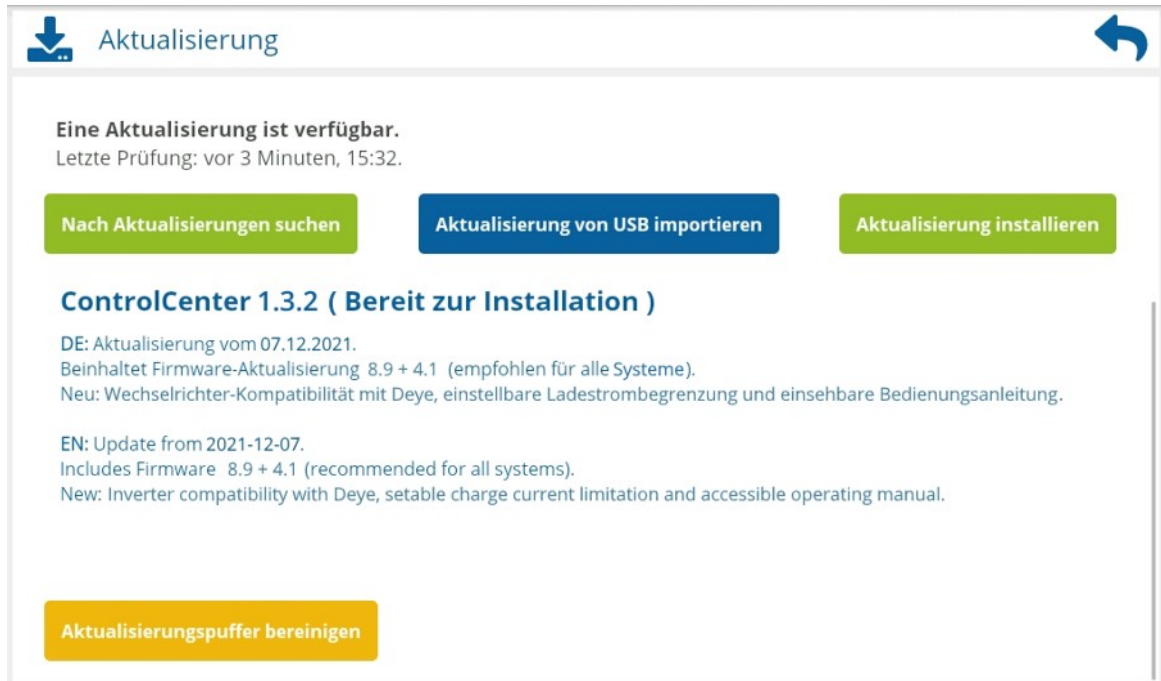 Aktualisierung
Eine Aktualisierung ist verfügbar.
Letzte Prüfung: vor 3 Minuten, 15:32.
Nach Aktualisierungen suchen
Aktualisierung von USB importieren
Aktualisierung installieren
ControlCenter 1.3.2 ( Bereit zur Installation )
DE: Aktualisierung vom 07.12.2021.
Beinhaltet Firmware-Aktualisierung 8.9 + 4.1 (empfohlen für alle Systeme).
Neu: Wechselrichter-Kompatibilität mit Deye, einstellbare Ladestrombegrenzung und einsehbare Bedienungsanleitung.
EN: Update from 2021-12-07.
Includes Firmware 8.9 + 4.1 (recommended for all systems).
New: Inverter compatibility with Deye, setable charge current limitation and accessible operating manual.
Aktualisierungspuffer bereinigen